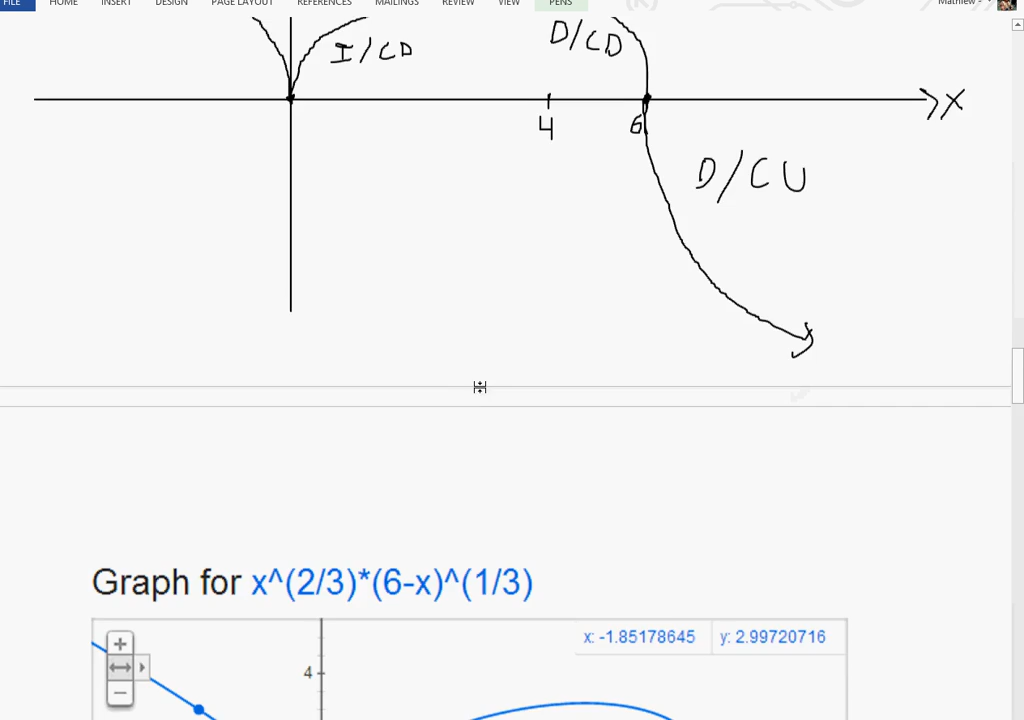 FILE HOME INSERT DESIGN PAGE LAYOUT REFERENCES MAILINGS REVIEW VIEW PENS Mathew
I/CD D/CD
4 6 X
D/CU
Graph for x^(2/3)*(6-x)^(1/3)
x: -1.85178645 y: 2.99720716
4